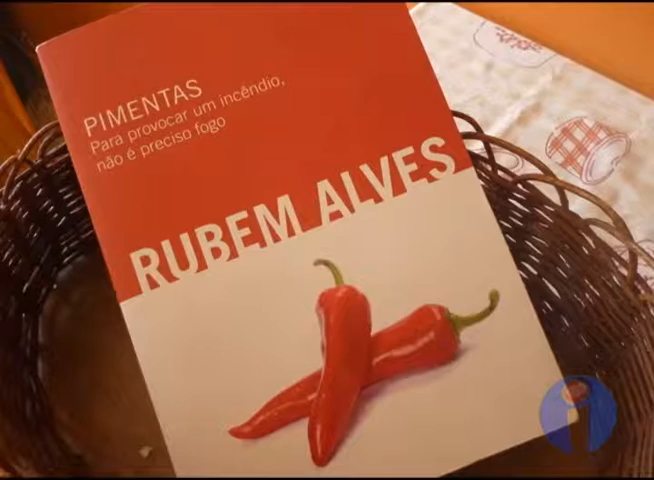 PIMENTAS
Para provocar um incêndio,
não é preciso fogo
RUBEM ALVES